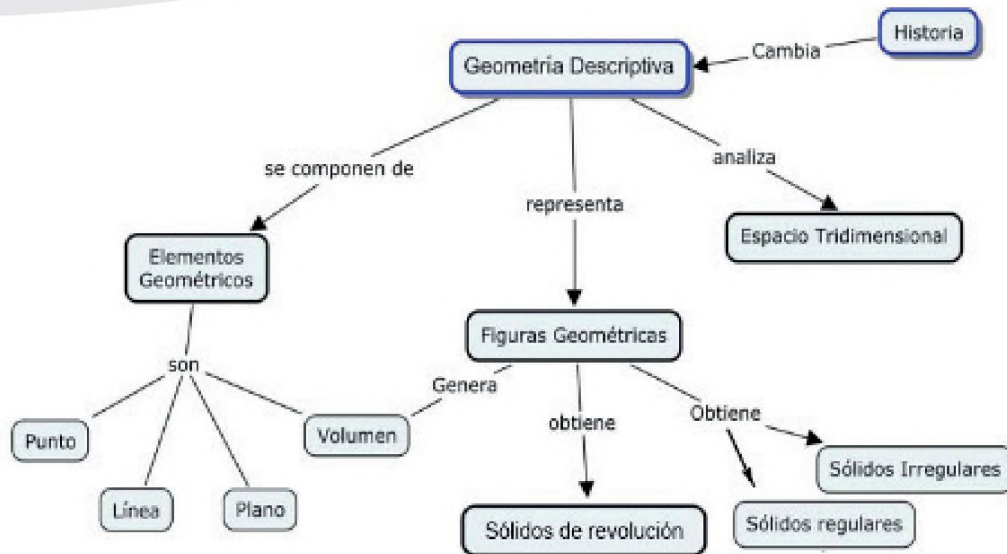 Historia
Cambia
Geometría Descriptiva
se componen de
analiza
representa
Elementos
Geométricos
Espacio Tridimensional
Figuras Geométricas
son
Genera
Punto
Volumen
obtiene
Obtiene
Línea
Plano
Sólidos Irregulares
Sólidos de revolución
Sólidos regulares